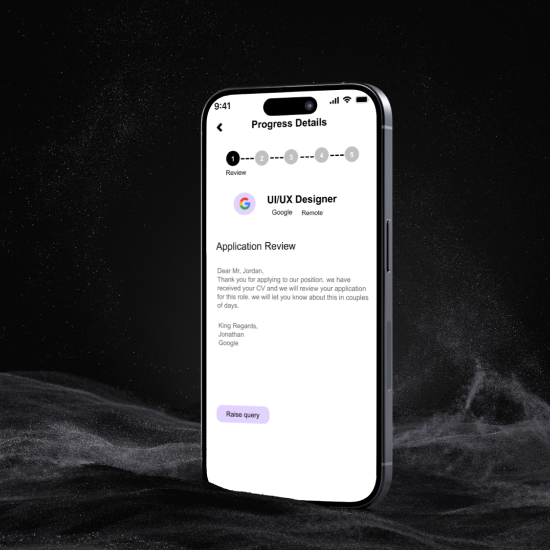 9:41
Progress Details
1 2 3 4 5
Review
UI/UX Designer
Google Remote
Application Review
Dear Mr, Jordan,
Thank you for applying to our position. we have
received your CV and we will review your application
for this role. we will let you know about this in couples
of days.
King Regards,
Jonathan
Google
Raise query